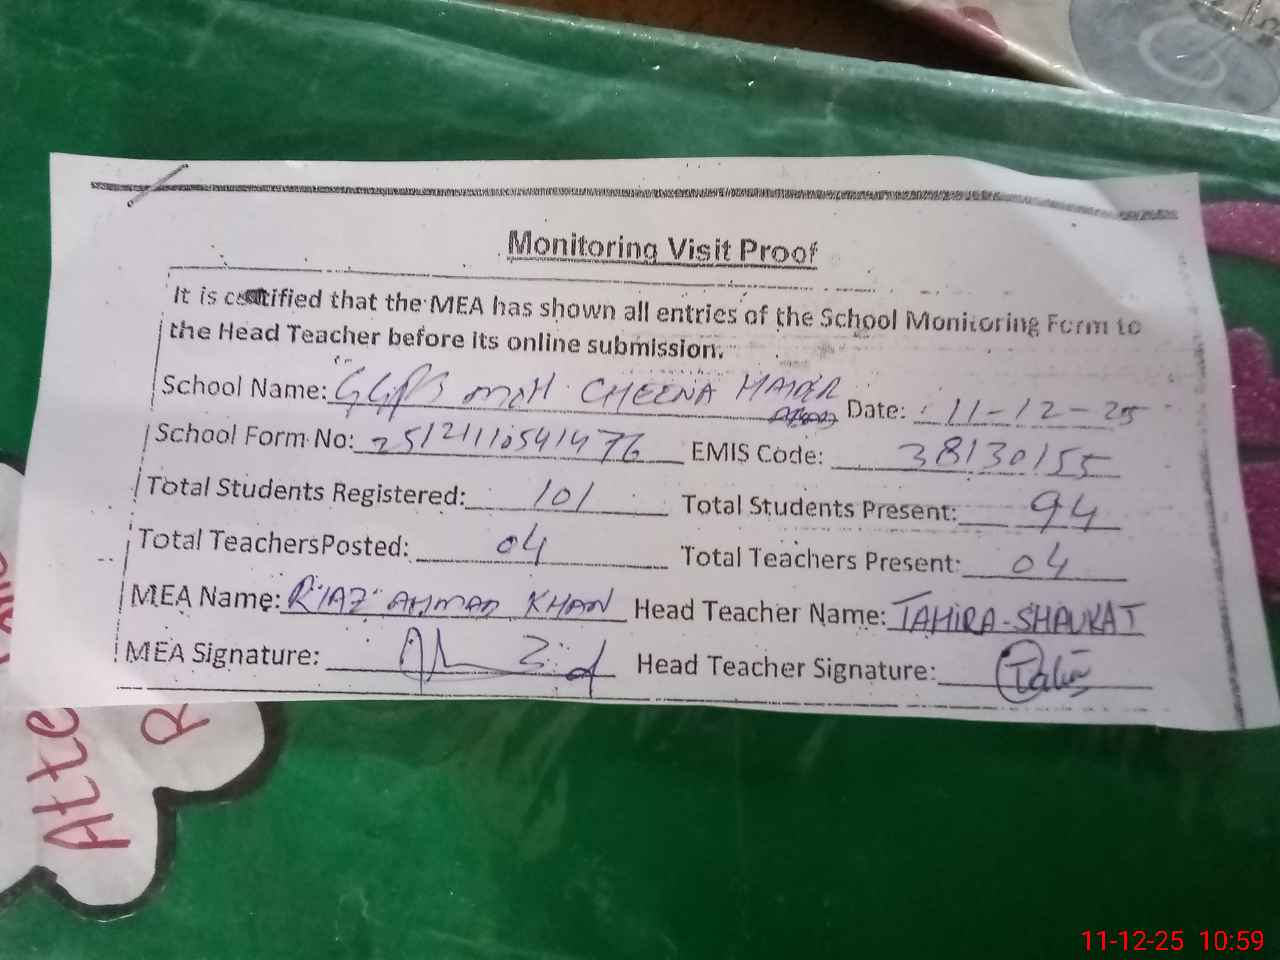 Monitoring Visit Proof
It is certified that the MEA has shown all entries of the School Monitoring Form to
the Head Teacher before its online submission.
School Name: GGPS MOH CHEENA HAIDER Date: 11-12-25
School Form No: 25121110541476 EMIS Code: 38130155
Total Students Registered: 101 Total Students Present: 94
Total Teachers Posted: 04 Total Teachers Present: 04
MEA Name: RIAZ AHMAD KHAN Head Teacher Name: TAHIRA-SHAUKAT
MEA Signature: Head Teacher Signature:
Alte
R
11-12-25 10:59